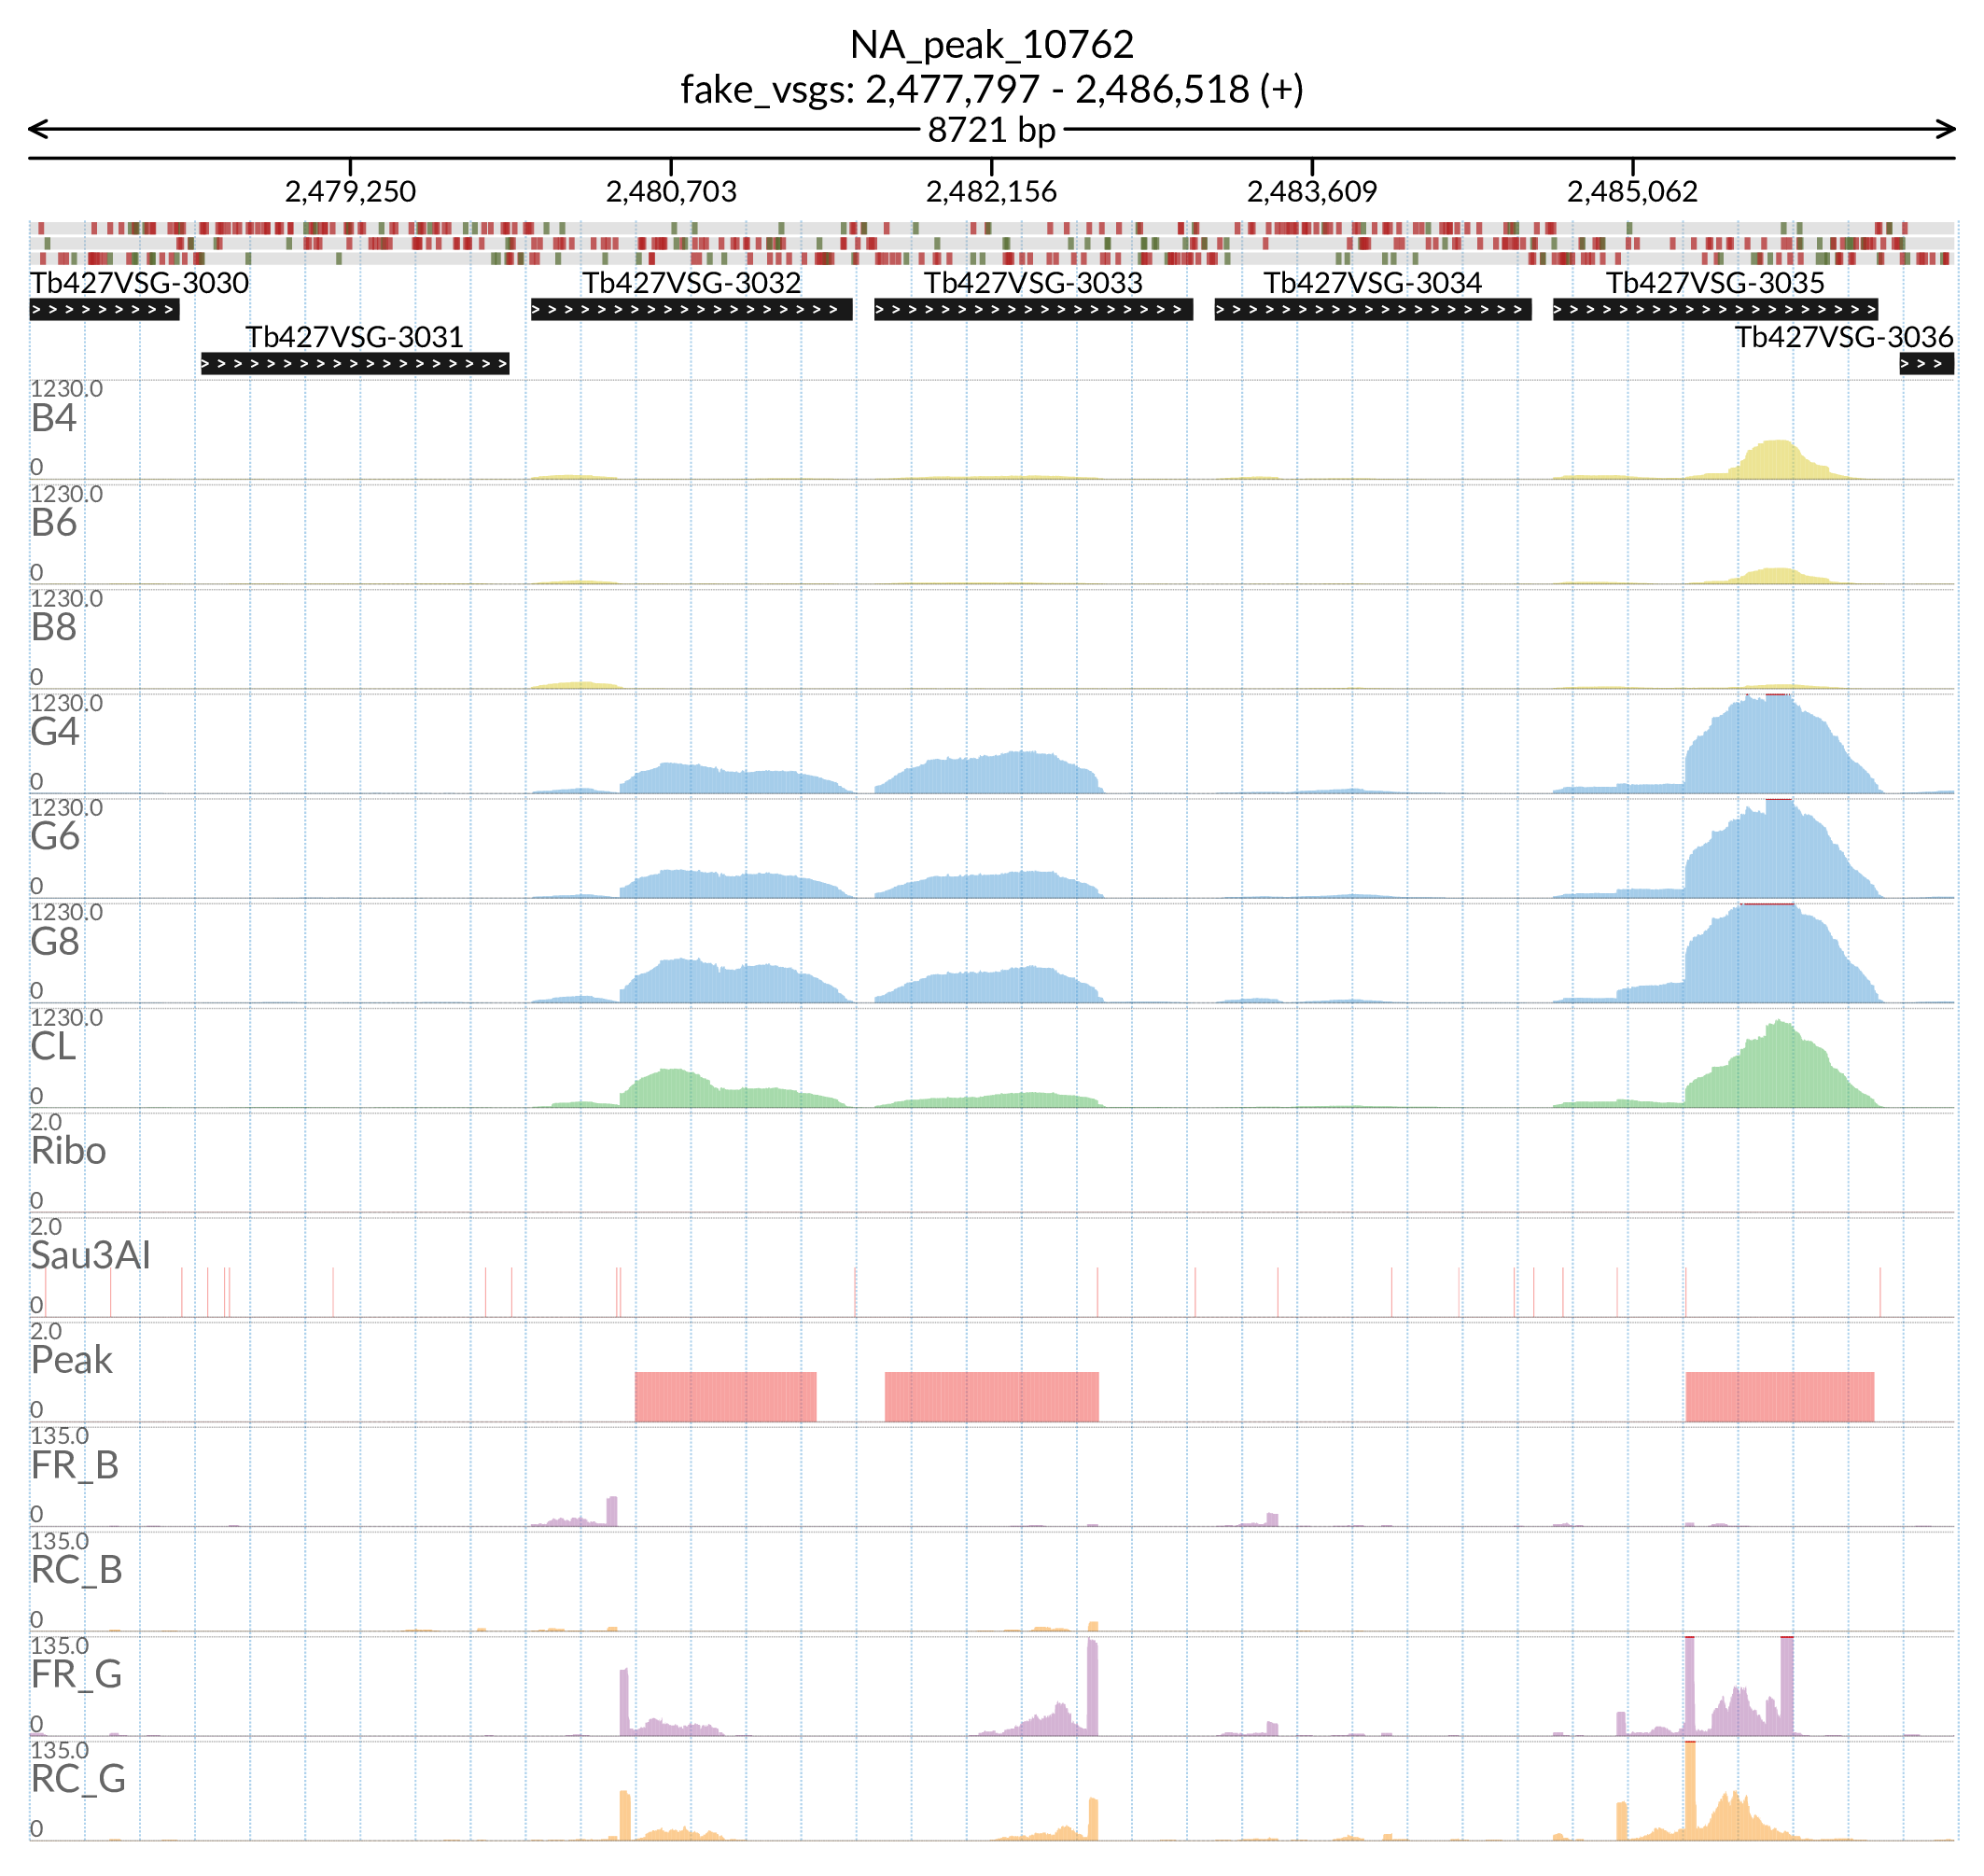 NA_peak_10762
fake_vsgs: 2,477,797 - 2,486,518 (+)
8721 bp
2,479,250 2,480,703 2,482,156 2,483,609 2,485,062
Tb427VSG-3030 Tb427VSG-3032 Tb427VSG-3033 Tb427VSG-3034 Tb427VSG-3035
Tb427VSG-3031 Tb427VSG-3036
1230.0
B4
0
1230.0
B6
0
1230.0
B8
0
1230.0
G4
0
1230.0
G6
0
1230.0
G8
0
1230.0
CL
0
2.0
Ribo
0
2.0
Sau3AI
0
2.0
Peak
0
135.0
FR_B
0
135.0
RC_B
0
135.0
FR_G
0
135.0
RC_G
0